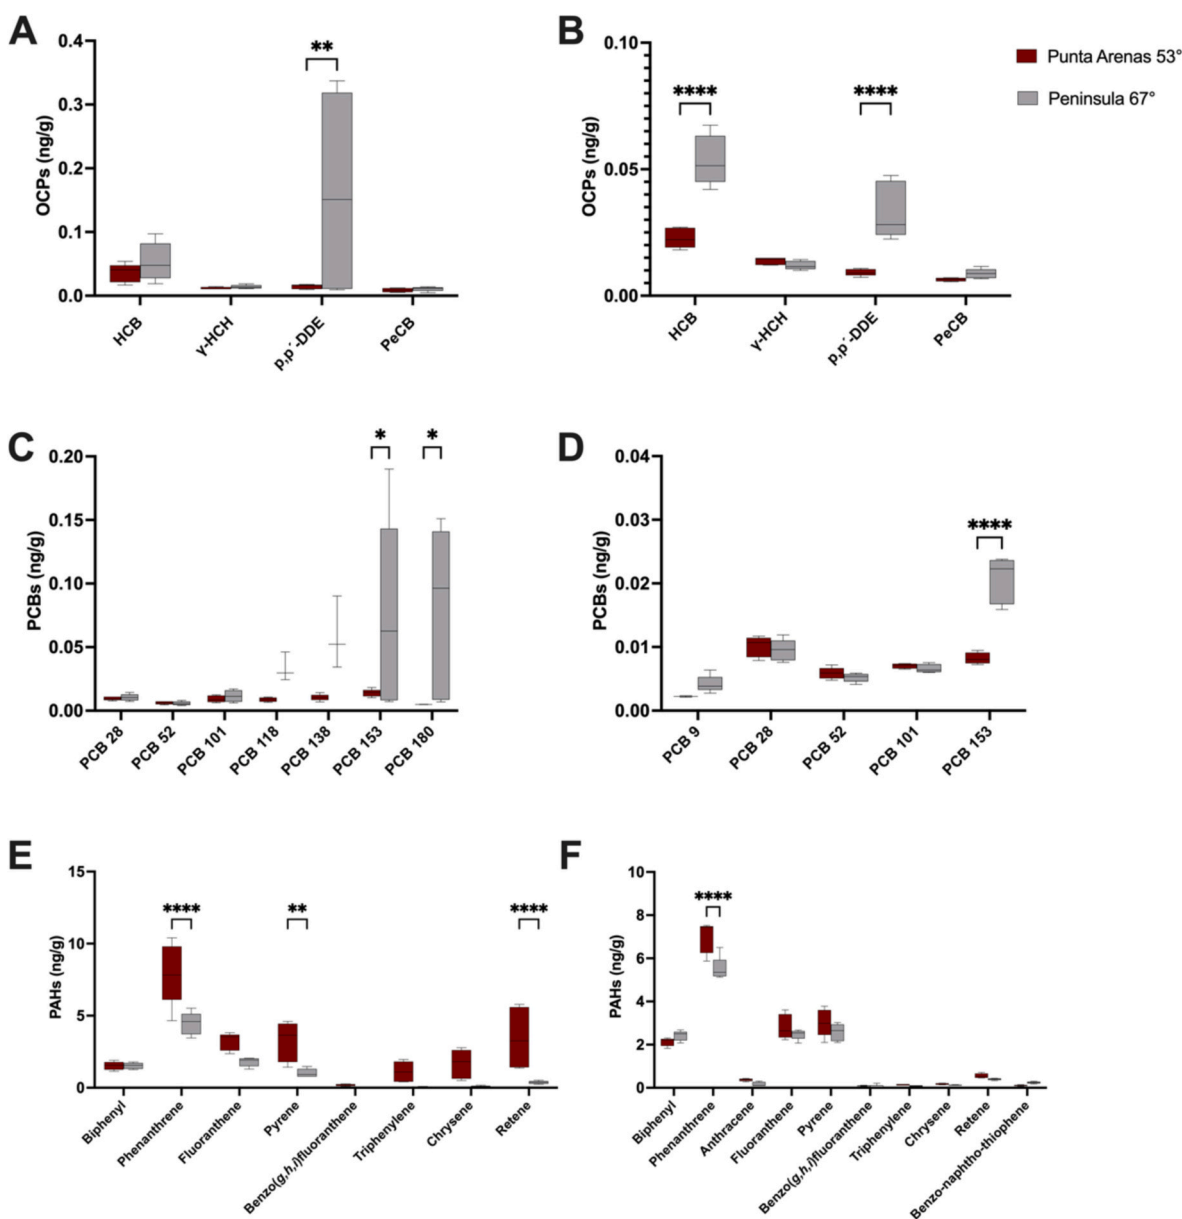 A
OCPs (ng/g)
0.4
0.3
0.2
0.1
0.0
**
HCB
γ-HCH
p,p´-DDE
PeCB
B
OCPs (ng/g)
0.10
0.05
0.00
****
****
HCB
γ-HCH
p,p´-DDE
PeCB
Punta Arenas 53°
Peninsula 67°
C
PCBs (ng/g)
0.20
0.15
0.10
0.05
0.00
*
*
PCB 28
PCB 52
PCB 101
PCB 118
PCB 138
PCB 153
PCB 180
D
PCBs (ng/g)
0.04
0.03
0.02
0.01
0.00
****
PCB 9
PCB 28
PCB 52
PCB 101
PCB 153
E
PAHs (ng/g)
15
10
5
0
****
**
****
Biphenyl
Phenanthrene
Fluoranthene
Pyrene
Benzo(g,h,i)fluoranthene
Triphenylene
Chrysene
Retene
F
PAHs (ng/g)
10
8
6
4
2
0
****
Biphenyl
Phenanthrene
Anthracene
Fluoranthene
Pyrene
Benzo(g,h,i)fluoranthene
Triphenylene
Chrysene
Retene
Benzo-naphtho-thiophene